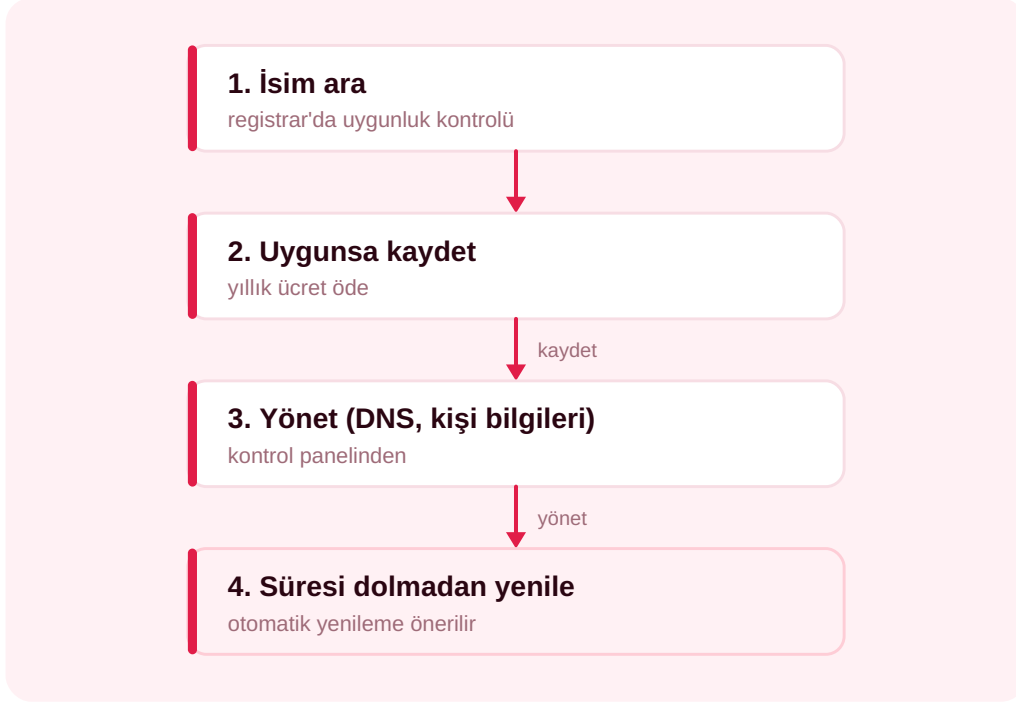 1. İsim ara
registrar'da uygunluk kontrolü
2. Uygunsa kaydet
yıllık ücret öde
kaydet
3. Yönet (DNS, kişi bilgileri)
kontrol panelinden
yönet
4. Süresi dolmadan yenile
otomatik yenileme önerilir